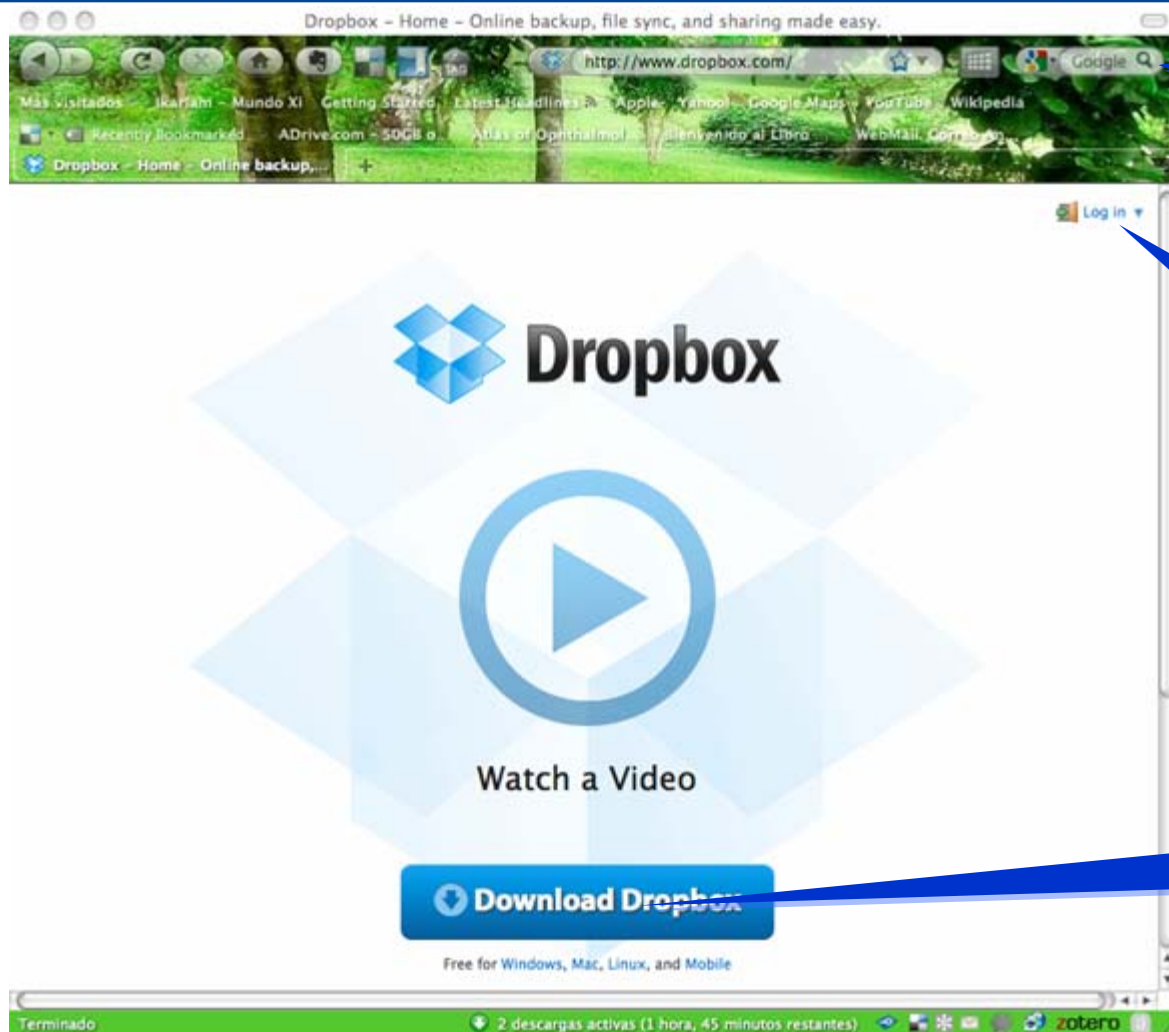 Dropbox – Home – Online backup, file sync, and sharing made easy.
http://www.dropbox.com/ Google
TAG
Más visitados Ikariam – Mundo XI Getting Started Latest Headlines Apple Yahoo! Google Maps YouTube Wikipedia
Recently Bookmarked ADrive.com – 50GB o... Atlas of Ophthalmol... Bienvenido al Libro WebMail. Correo
Dropbox – Home – Online backup,...
Log in
Dropbox
Watch a Video
Download Dropbox
Free for Windows, Mac, Linux, and Mobile
Terminado 2 descargas activas (1 hora, 45 minutos restantes) zotero